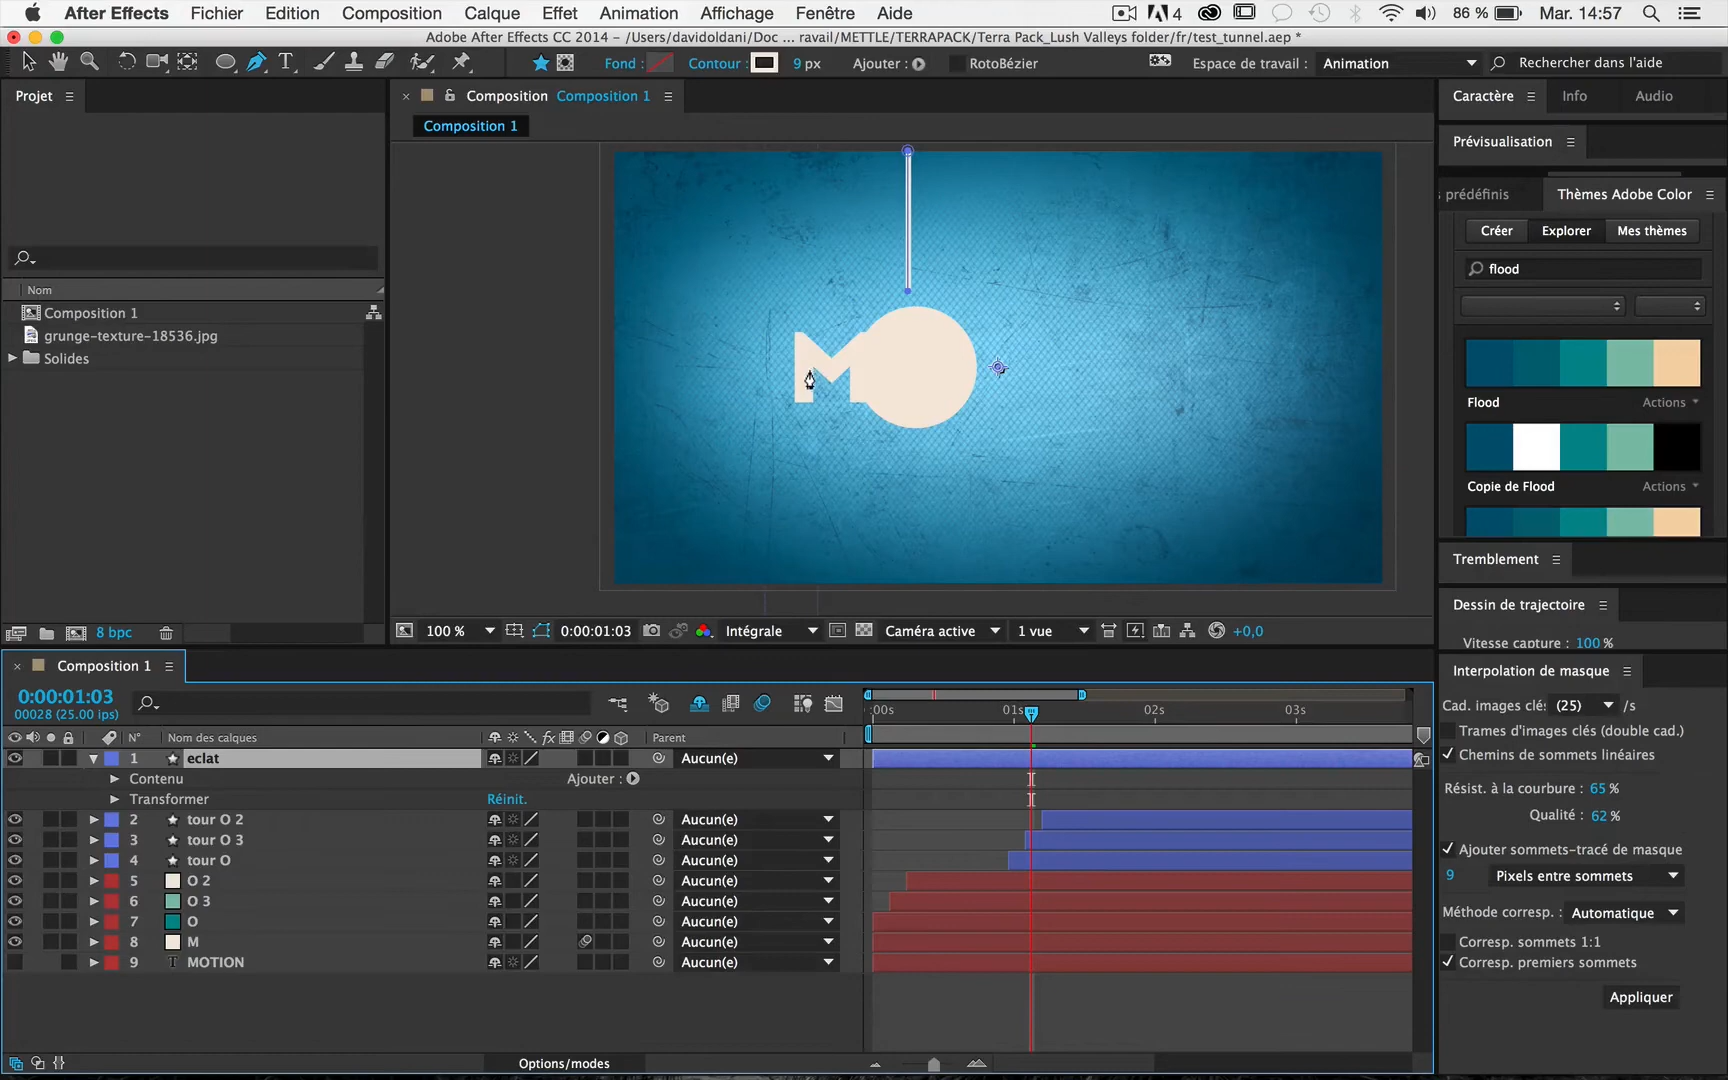 After Effects Fichier Edition Composition Calque Effet Animation Affichage Fenêtre Aide 4 86 % Mar. 14:57
Adobe After Effects CC 2014 – /Users/davidoldani/Doc ... ravail/METTLE/TERRAPACK/Terra Pack_Lush Valleys folder/fr/test_tunnel.aep *
Fond : Contour : 9 px Ajouter : RotoBézier Espace de travail : Animation Rechercher dans l'aide
Projet
Composition Composition 1
Caractère Info Audio
Composition 1
Prévisualisation
s prédéfinis Thèmes Adobe Color
Créer Explorer Mes thèmes
flood
Nom
Composition 1
grunge-texture-18536.jpg
Solides
M
Flood Actions
Copie de Flood Actions
Tremblement
Dessin de trajectoire
Vitesse capture : 100 %
8 bpc
100 % 0:00:01:03 Intégrale Caméra active 1 vue +0,0
Composition 1
Interpolation de masque
0:00:01:03
00028 (25.00 ips)
:00s 01s 02s 03s
Cad. images clés: (25) /s
Trames d'images clés (double cad.)
N° Nom des calques fx Parent
1 eclat Aucun(e)
Chemins de sommets linéaires
Contenu Ajouter :
Résist. à la courbure : 65 %
Transformer Réinit.
Qualité : 62 %
2 tour O 2 Aucun(e)
3 tour O 3 Aucun(e)
Ajouter sommets-tracé de masque
4 tour O Aucun(e)
9 Pixels entre sommets
5 O 2 Aucun(e)
6 O 3 Aucun(e)
Méthode corresp. : Automatique
7 O Aucun(e)
8 M Aucun(e)
Corresp. sommets 1:1
9 T MOTION Aucun(e)
Corresp. premiers sommets
Appliquer
Options/modes